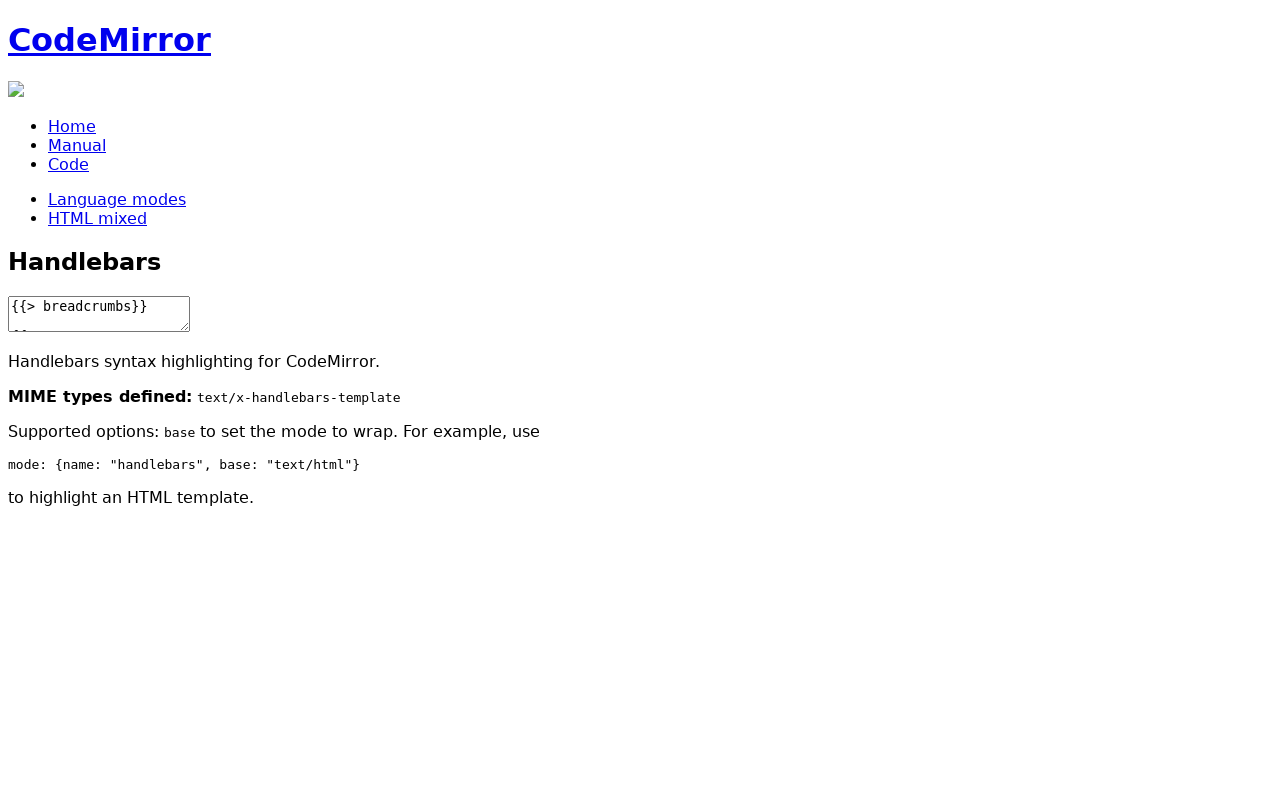 CodeMirror
Home
Manual
Code
Language modes
HTML mixed
Handlebars
{{> breadcrumbs}}
Handlebars syntax highlighting for CodeMirror.
MIME types defined: text/x-handlebars-template
Supported options: base to set the mode to wrap. For example, use
mode: {name: "handlebars", base: "text/html"}
to highlight an HTML template.